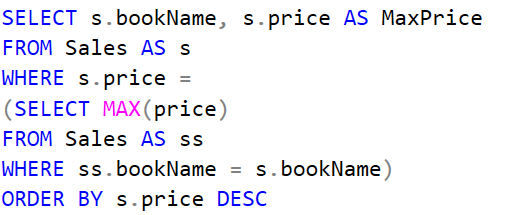 SELECT s.bookName, s.price AS MaxPrice
FROM Sales AS s
WHERE s.price =
(SELECT MAX(price)
FROM Sales AS ss
WHERE ss.bookName = s.bookName)
ORDER BY s.price DESC